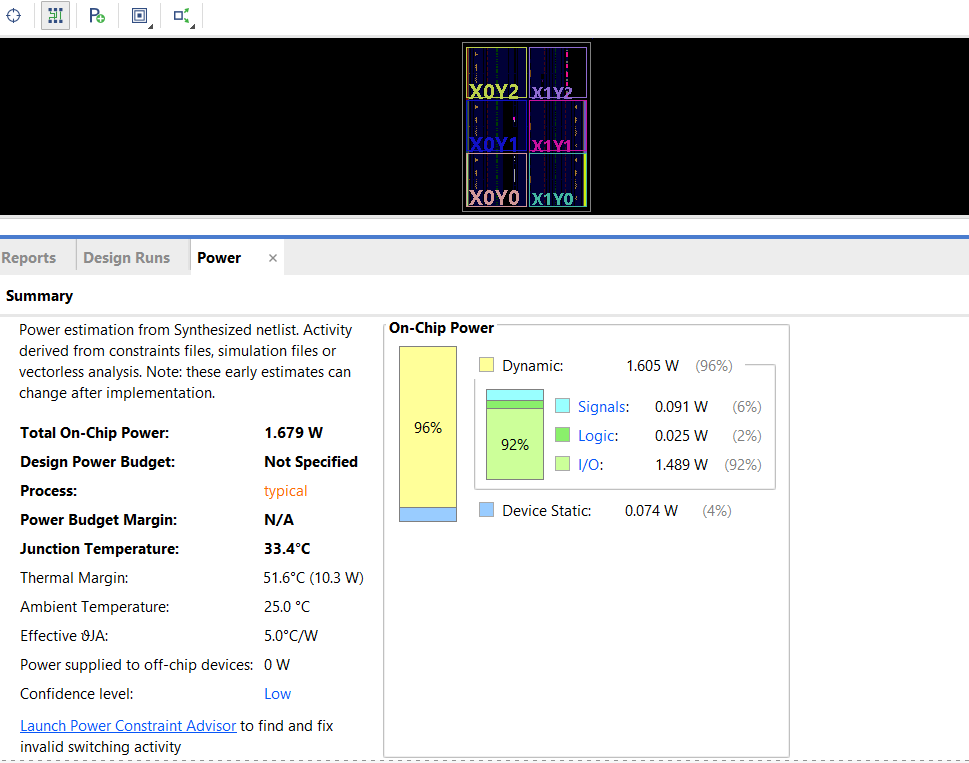 X0Y2
X1Y2
X0Y1
X1Y1
X0Y0
X1Y0
Reports
Design Runs
Power
×
Summary
Power estimation from Synthesized netlist. Activity
derived from constraints files, simulation files or
vectorless analysis. Note: these early estimates can
change after implementation.
Total On-Chip Power: 1.679 W
Design Power Budget: Not Specified
Process: typical
Power Budget Margin: N/A
Junction Temperature: 33.4°C
Thermal Margin: 51.6°C (10.3 W)
Ambient Temperature: 25.0 °C
Effective ϑJA: 5.0°C/W
Power supplied to off-chip devices: 0 W
Confidence level: Low
Launch Power Constraint Advisor to find and fix
invalid switching activity
On-Chip Power
96%
Dynamic: 1.605 W (96%)
92%
Signals: 0.091 W (6%)
Logic: 0.025 W (2%)
I/O: 1.489 W (92%)
Device Static: 0.074 W (4%)